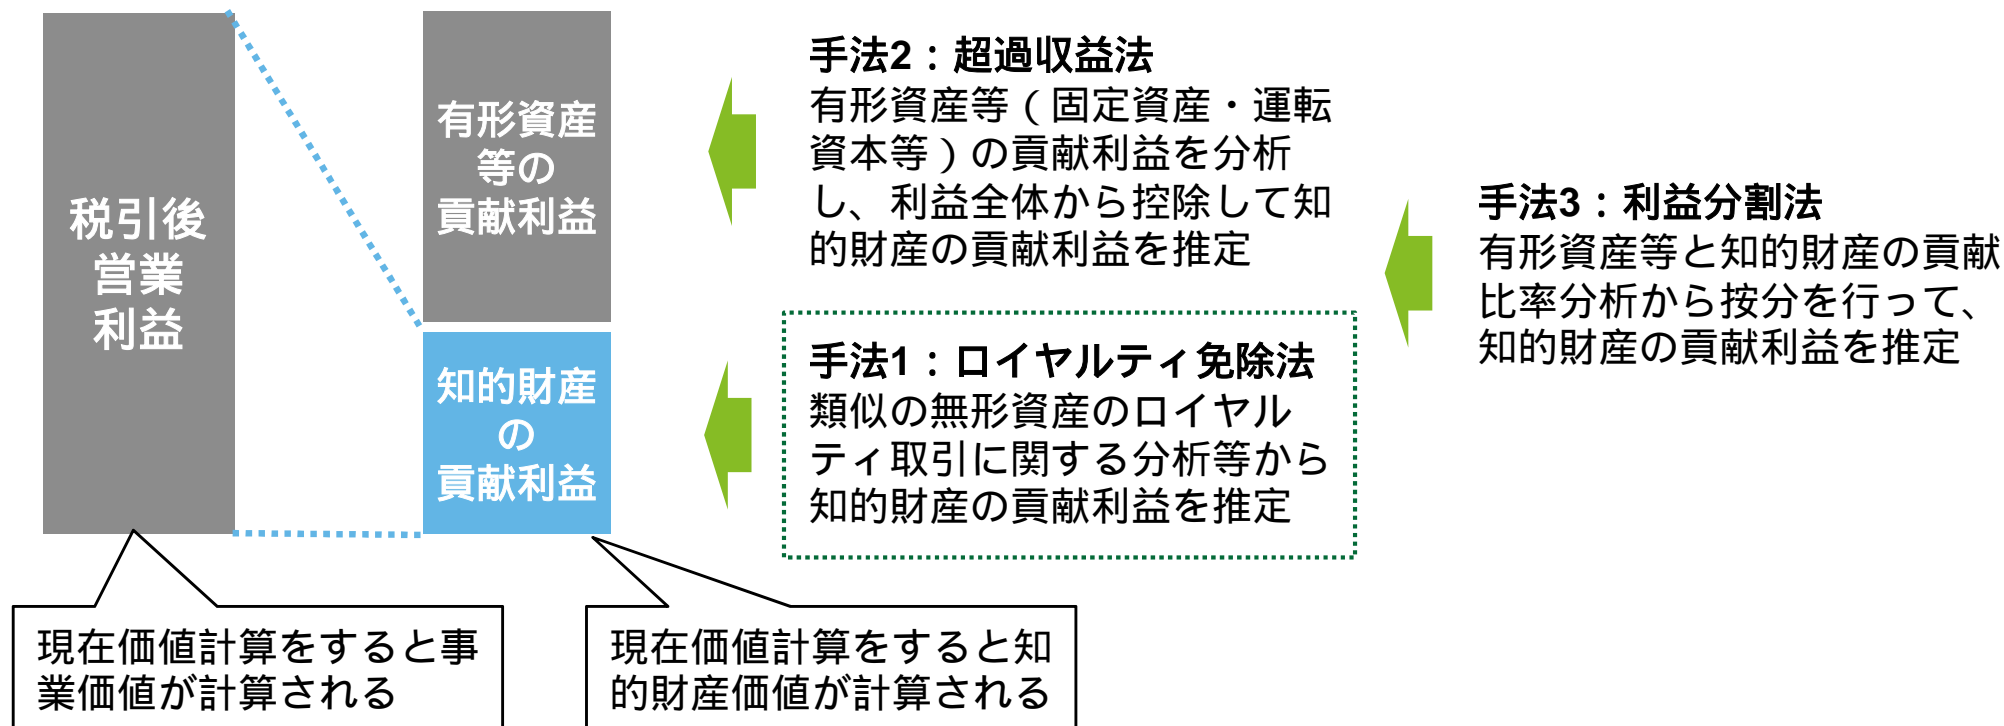 税引後
営業
利益
有形資産
等の
貢献利益
知的財産
の
貢献利益
手法2：超過収益法
有形資産等（固定資産・運転
資本等）の貢献利益を分析
し、利益全体から控除して知
的財産の貢献利益を推定
手法1：ロイヤルティ免除法
類似の無形資産のロイヤル
ティ取引に関する分析等から
知的財産の貢献利益を推定
手法3：利益分割法
有形資産等と知的財産の貢献
比率分析から按分を行って、
知的財産の貢献利益を推定
現在価値計算をすると事
業価値が計算される
現在価値計算をすると知
的財産価値が計算される